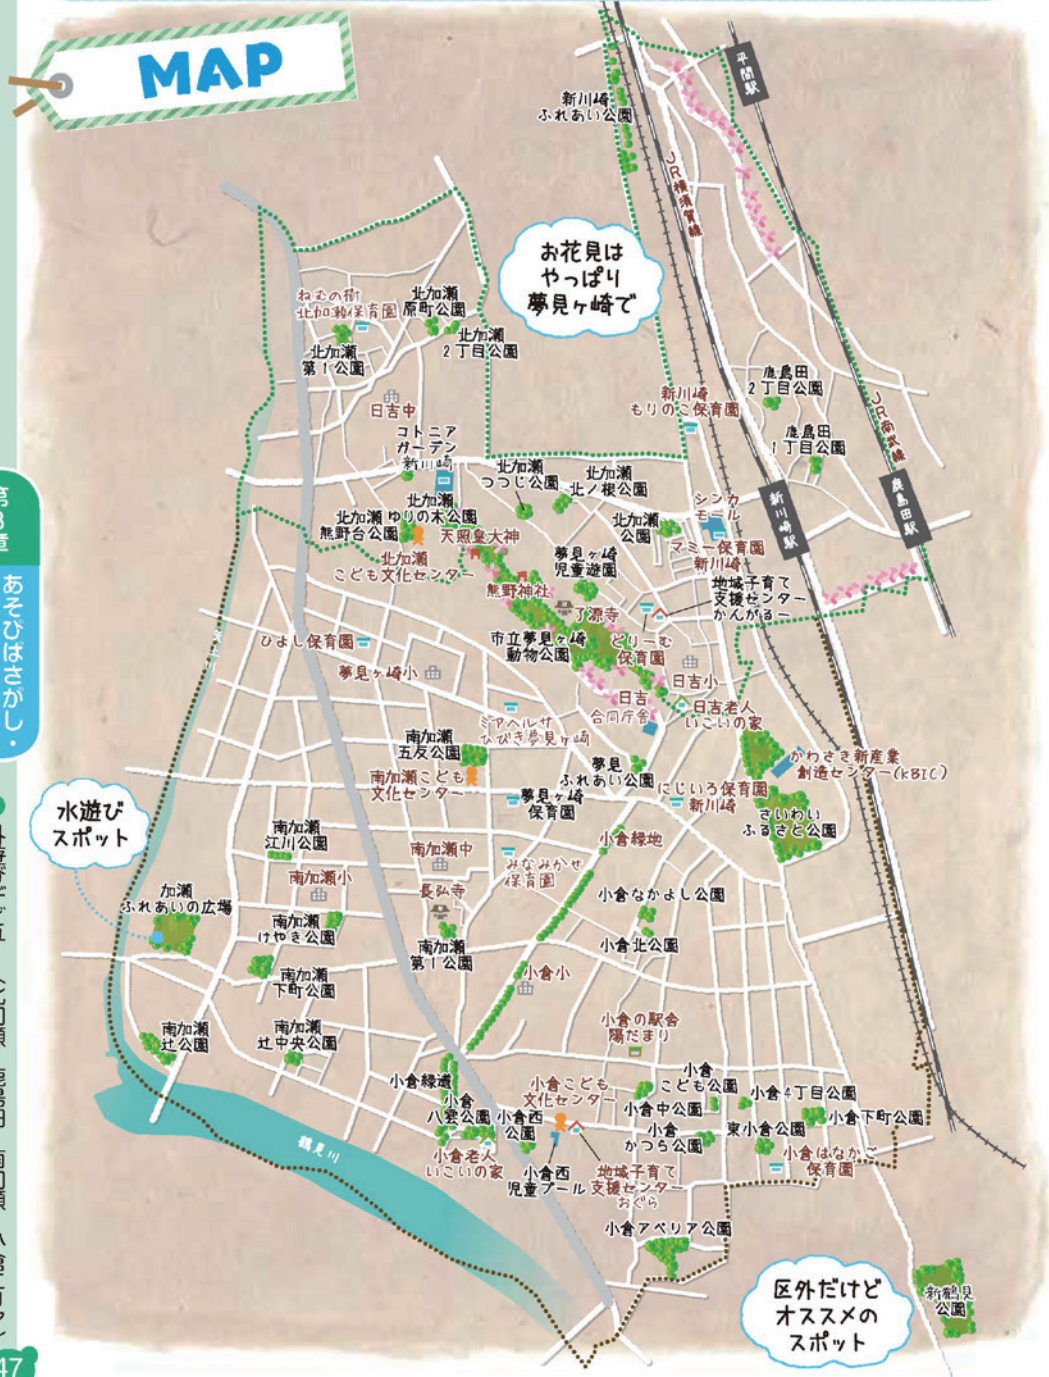 MAP
平間駅
新川崎
ふれあい公園
JR横須賀線
お花見は
やっぱり
夢見ヶ崎で
ねむの樹
北加瀬保育園
北加瀬
原町公園
北加瀬
2丁目公園
北加瀬
第1公園
日吉中
鹿島田
2丁目公園
新川崎
もりのこ保育園
鹿島田
1丁目公園
JR南武線
コトニア
ガーデン
新川崎
北加瀬
つつじ公園
北加瀬
北ノ根公園
新川崎駅
鹿島田駅
シンカ
モール
北加瀬
ゆりの木公園
北加瀬
熊野台公園
天照皇大神
北加瀬
公園
マミー保育園
新川崎
北加瀬
こども文化センター
夢見ヶ崎
児童遊園
熊野神社
地域子育て
支援センター
かんがるー
了源寺
ひよし保育園
市立夢見ヶ崎
動物公園
どりーむ
保育園
夢見ヶ崎小
日吉小
日吉
合同庁舎
日吉老人
いこいの家
ミアヘルサ
ひびき夢見ヶ崎
南加瀬
五反公園
夢見
ふれあい公園
かわさき新産業
創造センター(KBIC)
南加瀬こども
文化センター
にじいろ保育園
新川崎
夢見ヶ崎
保育園
さいわい
ふるさと公園
水遊び
スポット
南加瀬
江川公園
小倉緑地
南加瀬中
みなみかせ
保育園
南加瀬小
加瀬
ふれあいの広場
長弘寺
小倉なかよし公園
南加瀬
けやき公園
南加瀬
第1公園
小倉北公園
南加瀬
下町公園
小倉小
南加瀬
辻公園
南加瀬
辻中央公園
小倉の駅舎
陽だまり
小倉緑道
小倉
八雲公園
小倉西
公園
小倉こども
文化センター
小倉
こども公園
小倉中公園
小倉4丁目公園
小倉下町公園
東小倉公園
小倉
かつら公園
鶴見川
小倉老人
いこいの家
小倉西
児童プール
地域子育て
支援センター
おぐら
小倉はなかご
保育園
小倉アベリア公園
区外だけど
オススメの
スポット
新鶴見
公園
あそびばさがし・
47